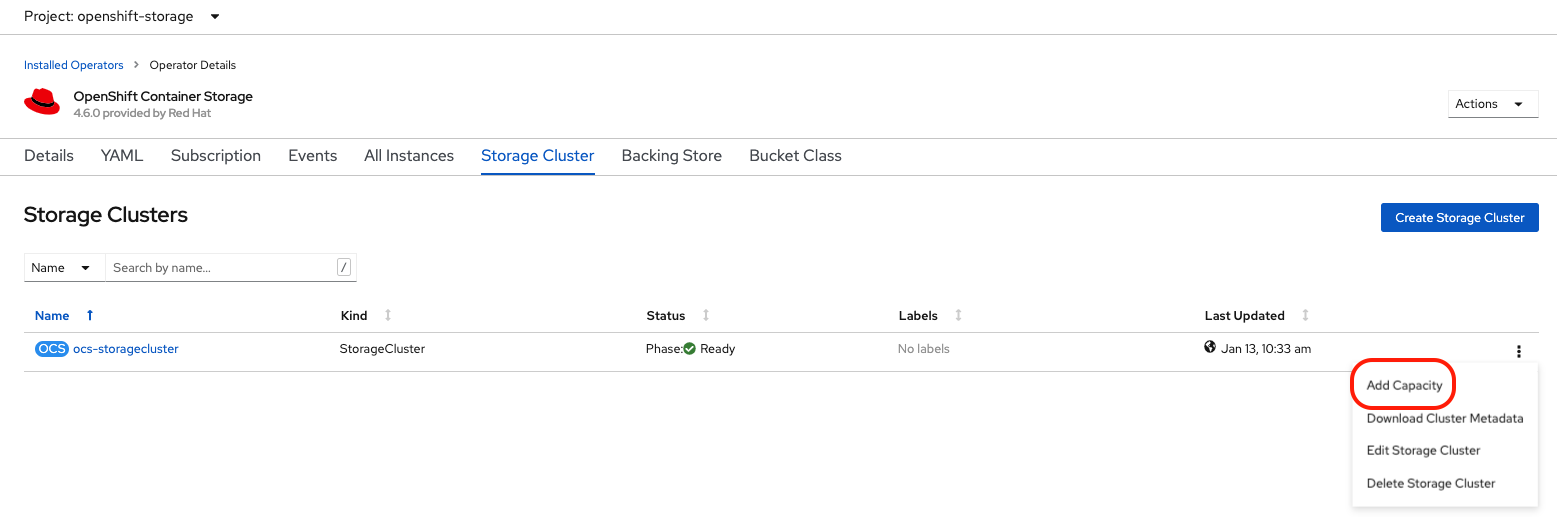 Project: openshift-storage
Installed Operators > Operator Details
OpenShift Container Storage
4.6.0 provided by Red Hat
Actions
Details YAML Subscription Events All Instances Storage Cluster Backing Store Bucket Class
Storage Clusters
Create Storage Cluster
Name Search by name... /
Name Kind Status Labels Last Updated
OCS ocs-storagecluster StorageCluster Phase: Ready No labels Jan 13, 10:33 am
Add Capacity
Download Cluster Metadata
Edit Storage Cluster
Delete Storage Cluster